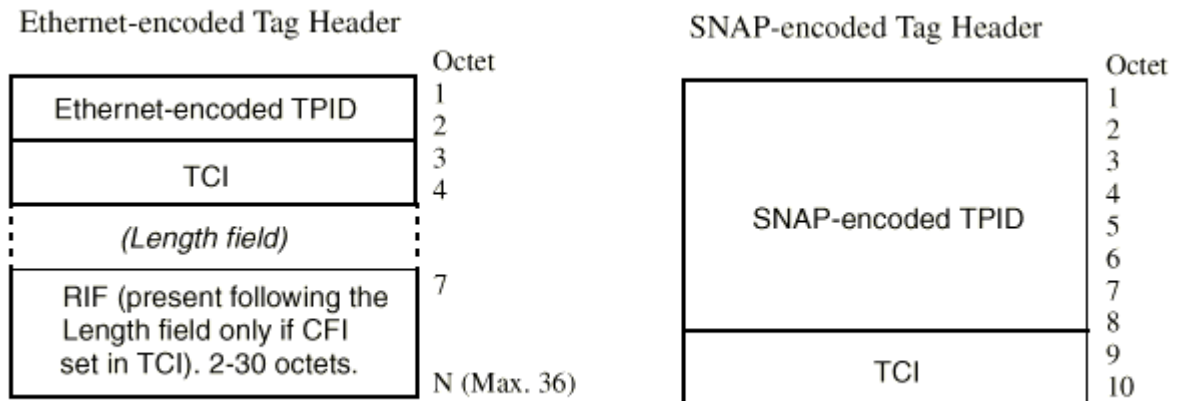 Ethernet-encoded Tag Header
Octet
Ethernet-encoded TPID
1
2
TCI
3
4
(Length field)
RIF (present following the
Length field only if CFI
set in TCI). 2-30 octets.
7
N (Max. 36)
SNAP-encoded Tag Header
Octet
SNAP-encoded TPID
1
2
3
4
5
6
7
8
TCI
9
10